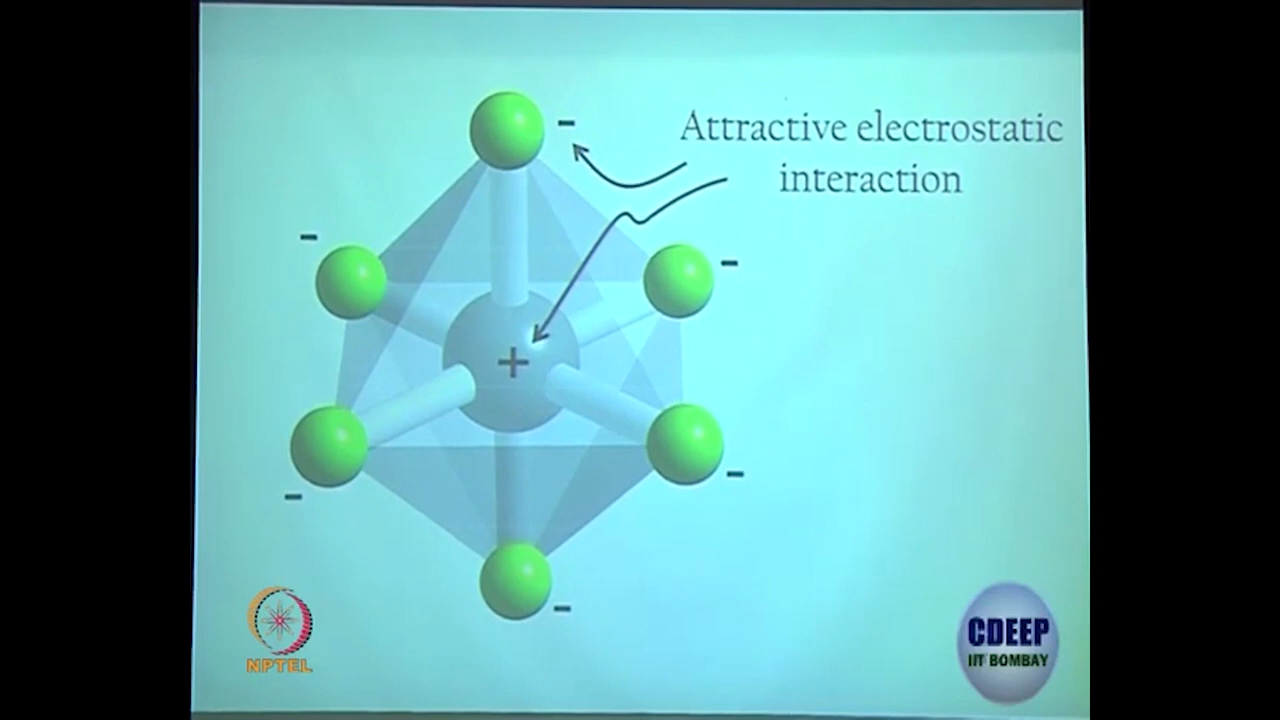 -
Attractive electrostatic
interaction
-
-
+
-
-
-
NPTEL
CDEEP
IIT BOMBAY